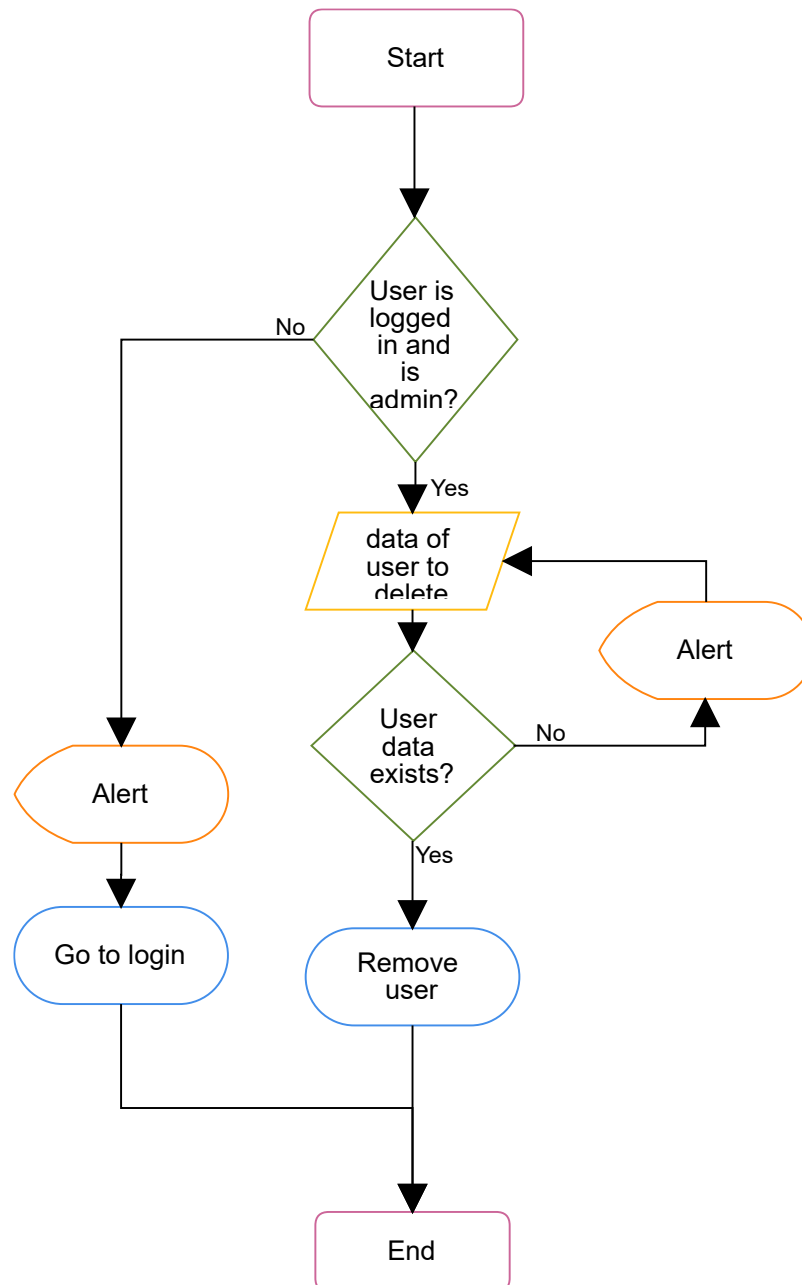 Start
User is
logged
in and
is
admin?
No
Yes
data of
user to
delete
Alert
User
data
exists?
No
Alert
Yes
Go to login
Remove
user
End